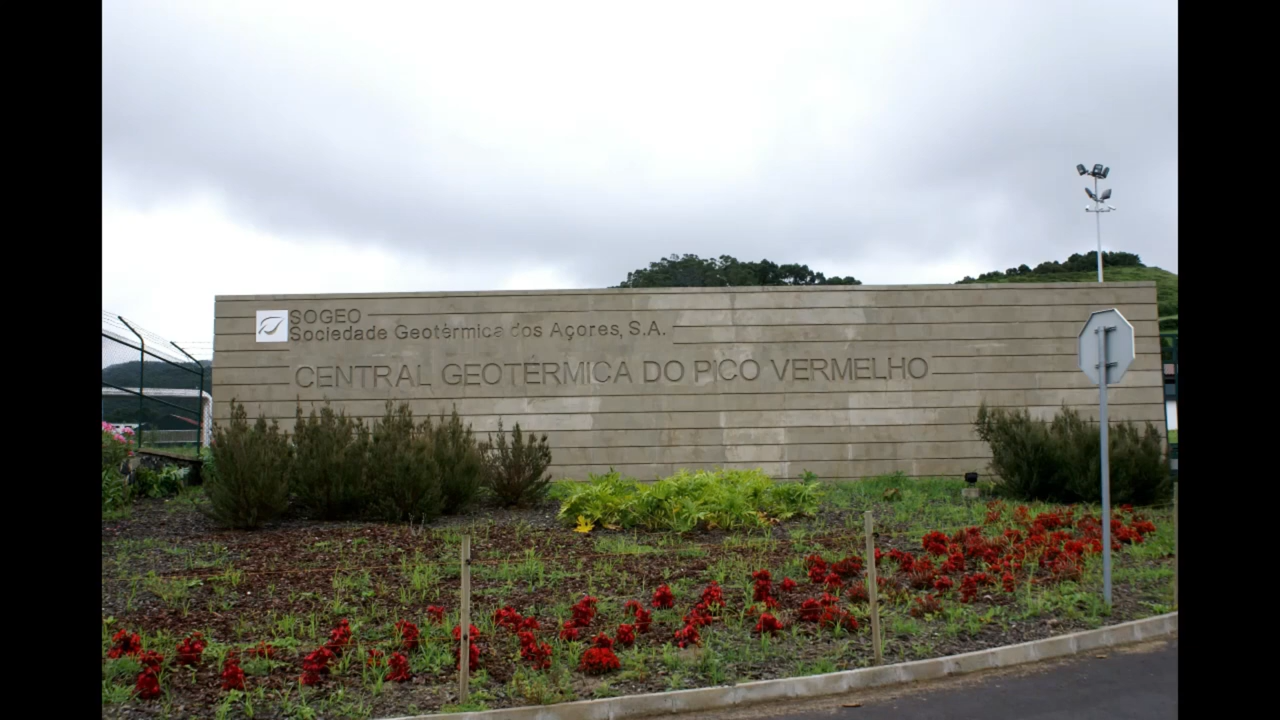 SOGEO
Sociedade Geotérmica dos Açores, S.A.
CENTRAL GEOTÉRMICA DO PICO VERMELHO